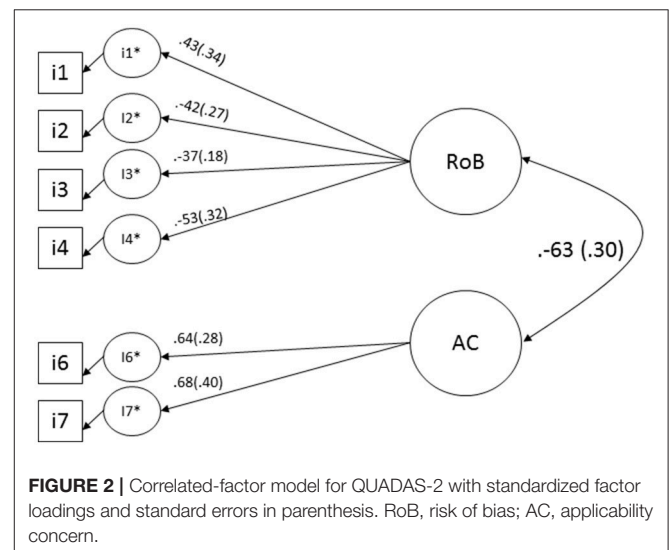 i1
i1*
.43(.34)
i2
I2*
.-42(.27)
i3
I3*
.-37(.18)
i4
I4*
.-53(.32)
RoB
.-63 (.30)
AC
i6
I6*
.64(.28)
i7
I7*
.68(.40)
FIGURE 2 | Correlated-factor model for QUADAS-2 with standardized factor
loadings and standard errors in parenthesis. RoB, risk of bias; AC, applicability
concern.